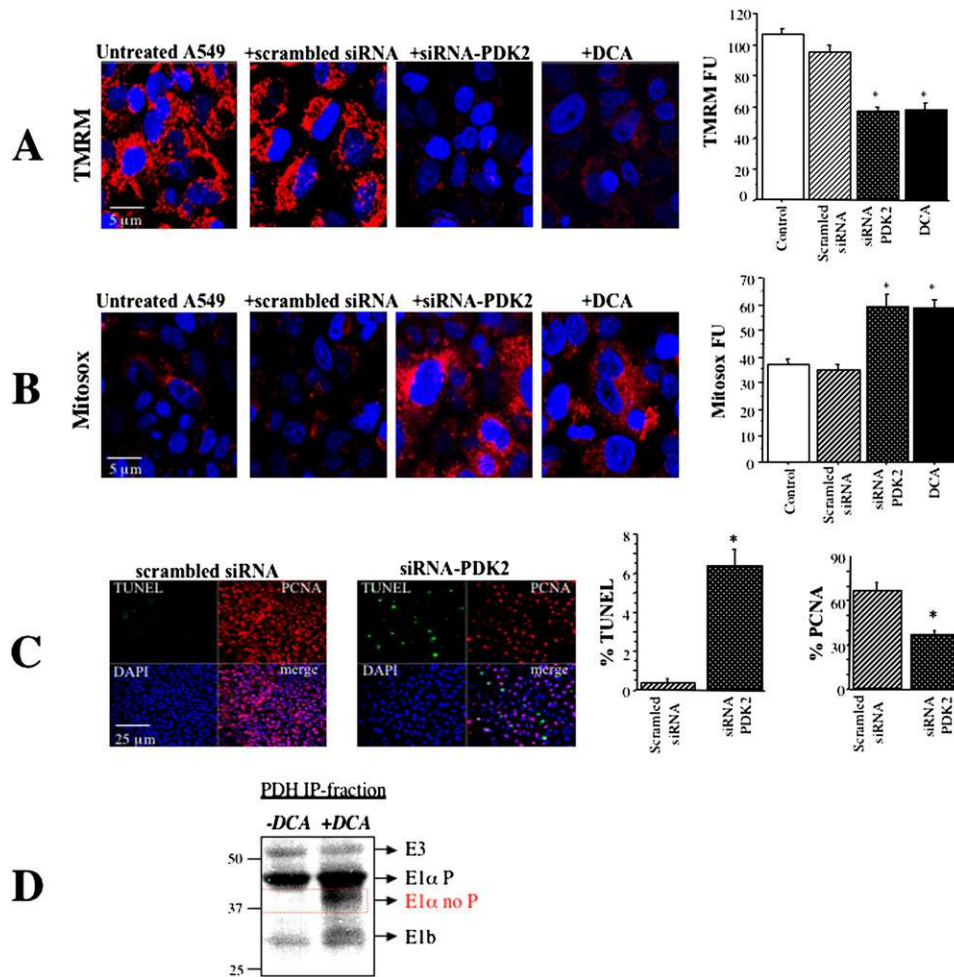 A
Untreated A549 +scrambled siRNA +siRNA-PDK2 +DCA
TMRM
5 µm
TMRM FU
120
100
80
60
40
20
0
*
*
Control
Scrambled
siRNA
siRNA
PDK2
DCA
B
Untreated A549 +scrambled siRNA +siRNA-PDK2 +DCA
Mitosox
5 µm
Mitosox FU
70
60
50
40
30
20
10
0
*
*
Control
Scrambled
siRNA
siRNA
PDK2
DCA
C
scrambled siRNA
TUNEL
PCNA
DAPI
merge
25 µm
siRNA-PDK2
TUNEL
PCNA
DAPI
merge
% TUNEL
8
6
4
2
0
*
Scrambled
siRNA
siRNA
PDK2
% PCNA
90
60
30
0
*
Scrambled
siRNA
siRNA
PDK2
D
PDH IP-fraction
-DCA +DCA
50
37
25
E3
E1α P
E1α no P
E1b